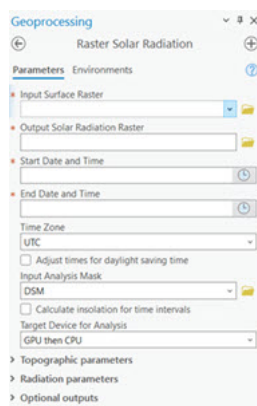 Geoprocessing
Raster Solar Radiation
Parameters Environments
* Input Surface Raster
* Output Solar Radiation Raster
* Start Date and Time
* End Date and Time
Time Zone
UTC
Adjust times for daylight saving time
Input Analysis Mask
DSM
Calculate insolation for time intervals
Target Device for Analysis
GPU then CPU
> Topographic parameters
> Radiation parameters
> Optional outputs